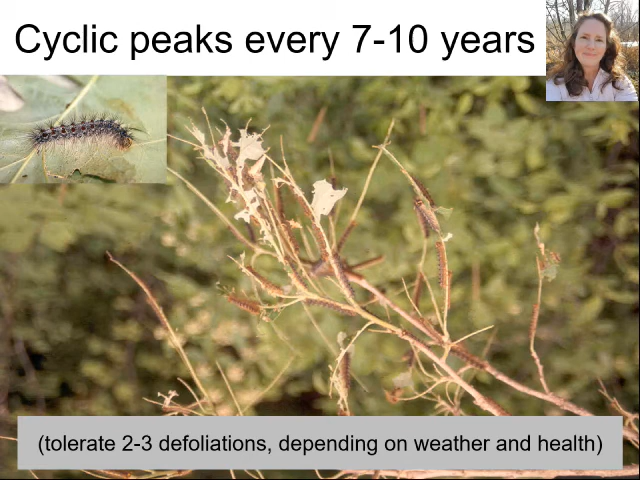 Cyclic peaks every 7-10 years
(tolerate 2-3 defoliations, depending on weather and health)